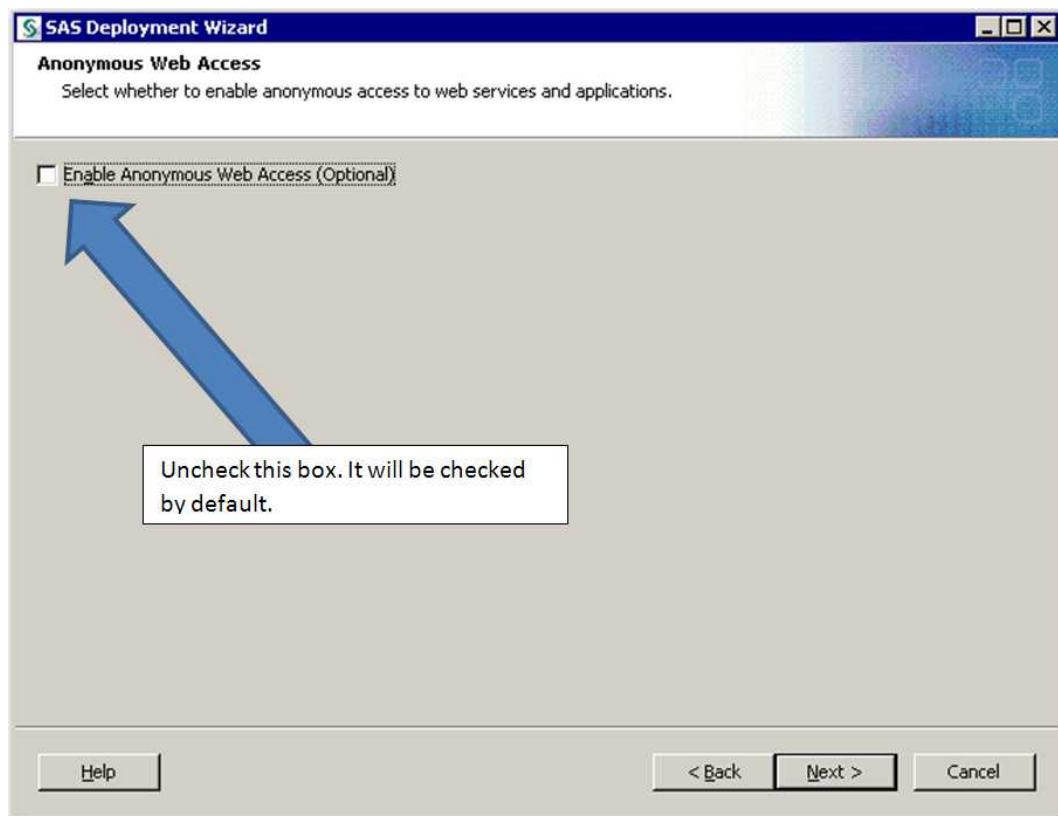 SAS Deployment Wizard
Anonymous Web Access
Select whether to enable anonymous access to web services and applications.
Enable Anonymous Web Access (Optional)
Uncheck this box. It will be checked
by default.
Help
< Back
Next >
Cancel